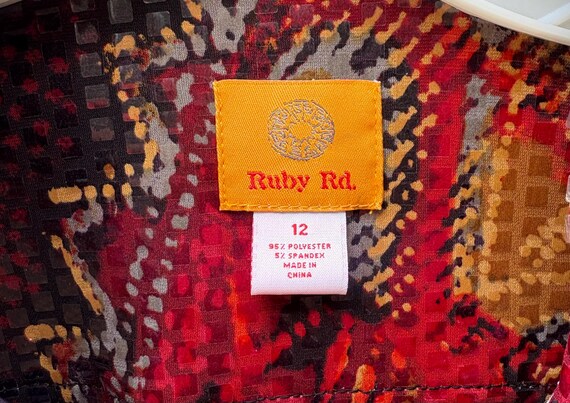 Ruby Rd.
12
95% POLYESTER
5% SPANDEX
MADE IN
CHINA